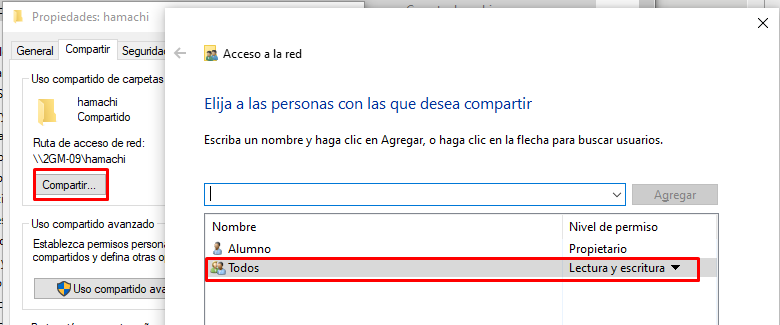 Propiedades: hamachi
General
Compartir
Seguridad
Uso compartido de carpetas
hamachi
Compartido
Ruta de acceso de red:
\\2GM-09\hamachi
Compartir...
Uso compartido avanzado
Establezca permisos persona
compartidos y defina otras o
Uso compartido ava
Acceso a la red
Elija a las personas con las que desea compartir
Escriba un nombre y haga clic en Agregar, o haga clic en la flecha para buscar usuarios.
Agregar
Nombre
Nivel de permiso
Alumno
Propietario
Todos
Lectura y escritura